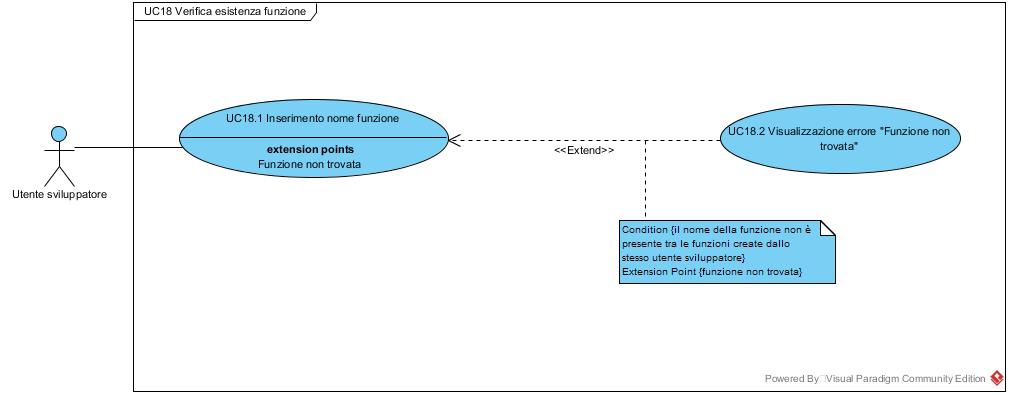 UC18 Verifica esistenza funzione
UC18.1 Inserimento nome funzione
extension points
Funzione non trovata
Utente sviluppatore
<<Extend>>
UC18.2 Visualizzazione errore "Funzione non
trovata"
Condition {il nome della funzione non è
presente tra le funzioni create dallo
stesso utente sviluppatore}
Extension Point {funzione non trovata}
Powered By Visual Paradigm Community Edition